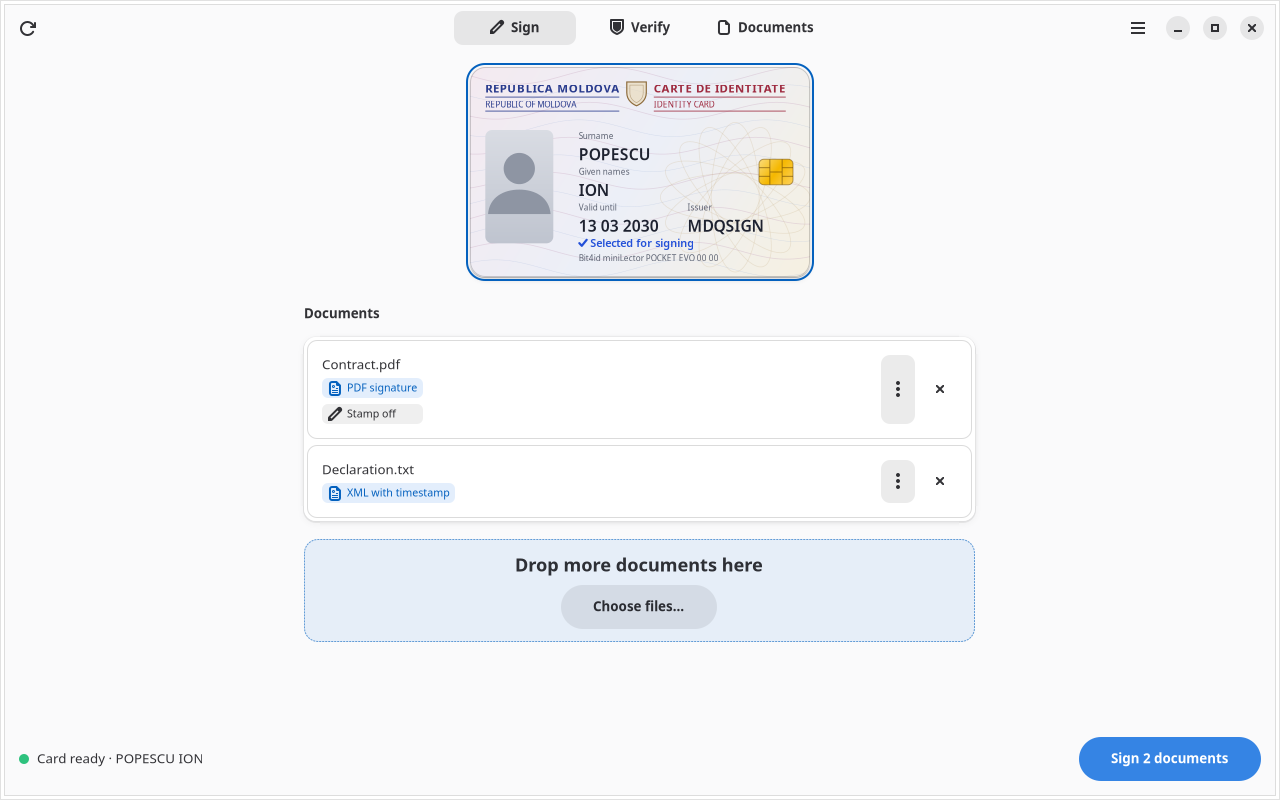 Sign
Verify
Documents
REPUBLICA MOLDOVA
CARTE DE IDENTITATE
REPUBLIC OF MOLDOVA
IDENTITY CARD
Surname
POPESCU
Given names
ION
Valid until
Issuer
13 03 2030
MDQSIGN
Selected for signing
Bit4id miniLector POCKET EVO 00 00
Documents
Contract.pdf
PDF signature
Stamp off
Declaration.txt
XML with timestamp
Drop more documents here
Choose files...
Card ready · POPESCU ION
Sign 2 documents